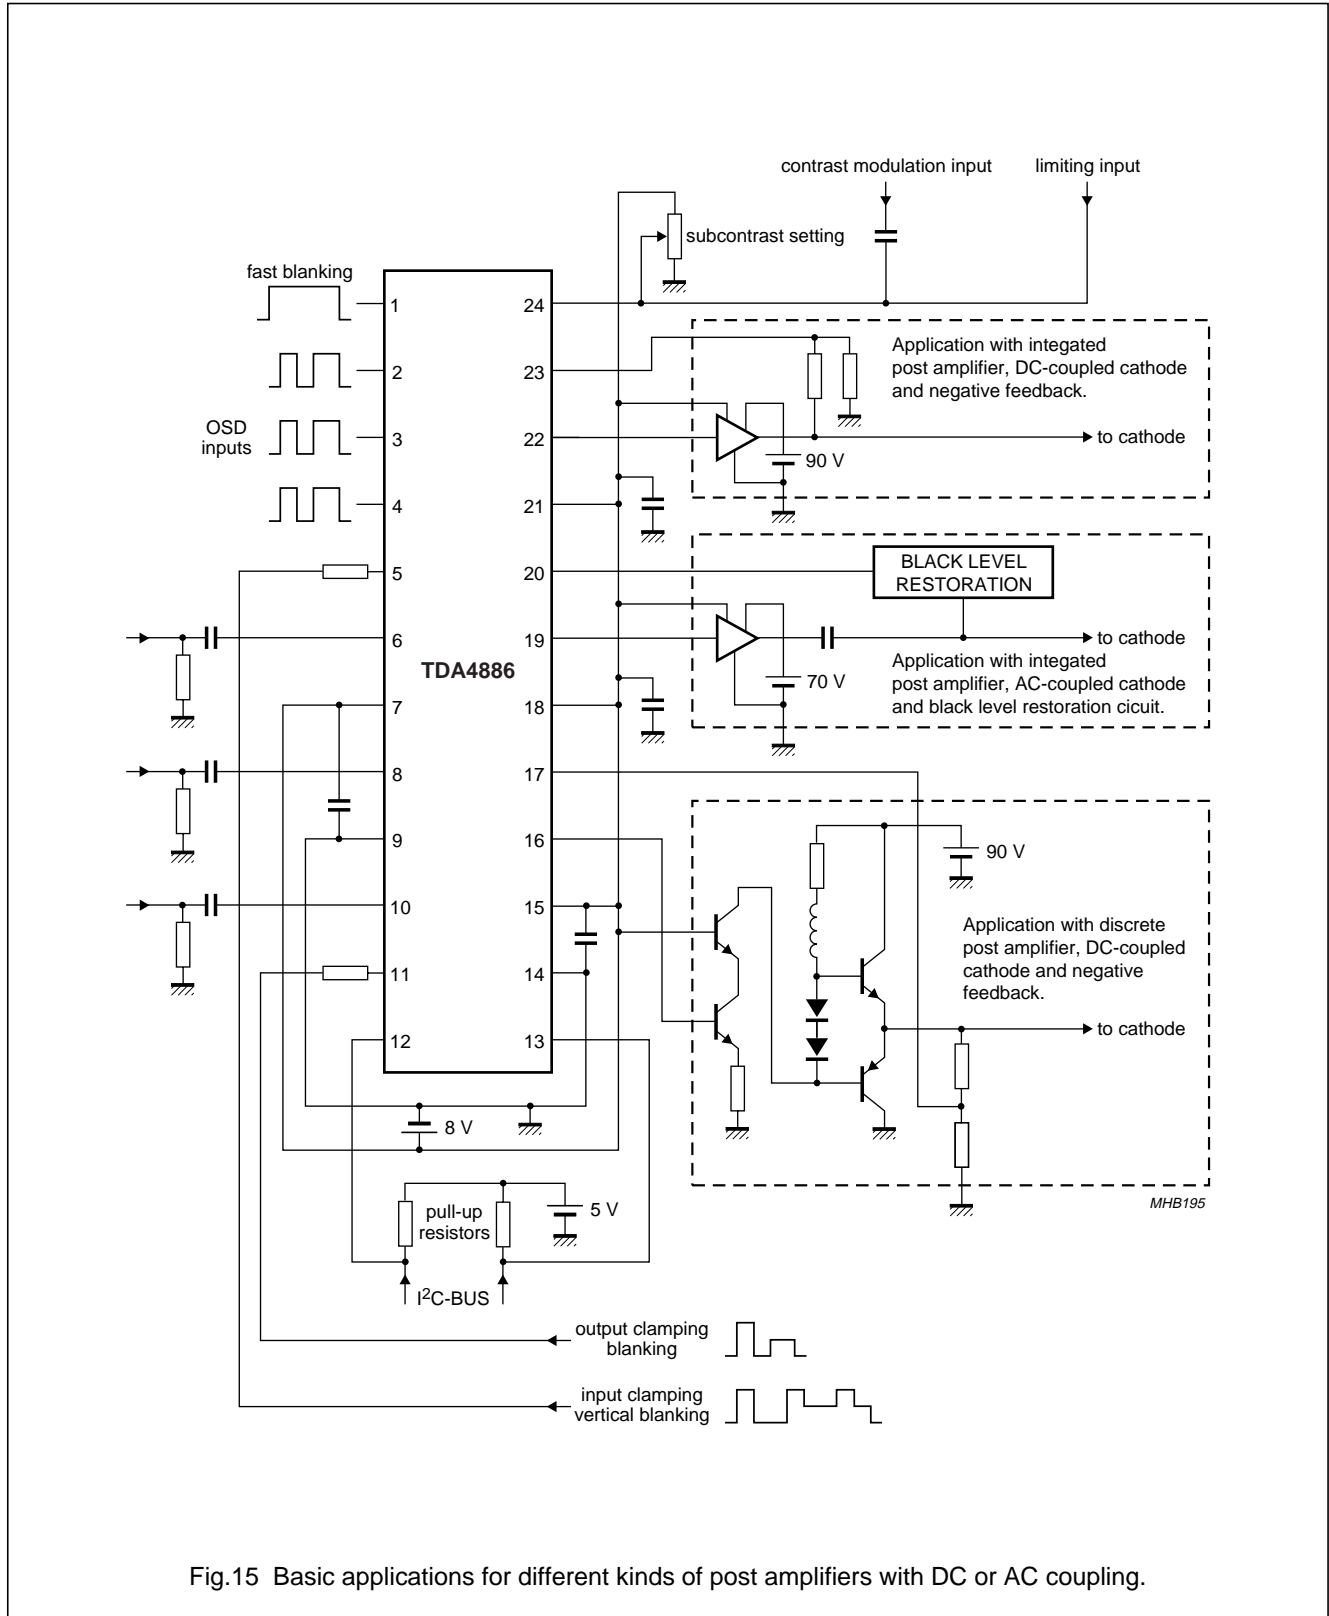 contrast modulation input
limiting input
subcontrast setting
fast blanking
1
24
Application with integated
post amplifier, DC-coupled cathode
and negative feedback.
2
23
OSD
inputs
3
22
to cathode
90 V
4
21
BLACK LEVEL
RESTORATION
5
20
6
19
to cathode
TDA4886
Application with integated
post amplifier, AC-coupled cathode
and black level restoration cicuit.
70 V
7
18
8
17
9
16
90 V
10
15
Application with discrete
post amplifier, DC-coupled
cathode and negative
feedback.
11
14
to cathode
12
13
8 V
pull-up
resistors
5 V
MHB195
I2C-BUS
output clamping
blanking
input clamping
vertical blanking
Fig.15 Basic applications for different kinds of post amplifiers with DC or AC coupling.